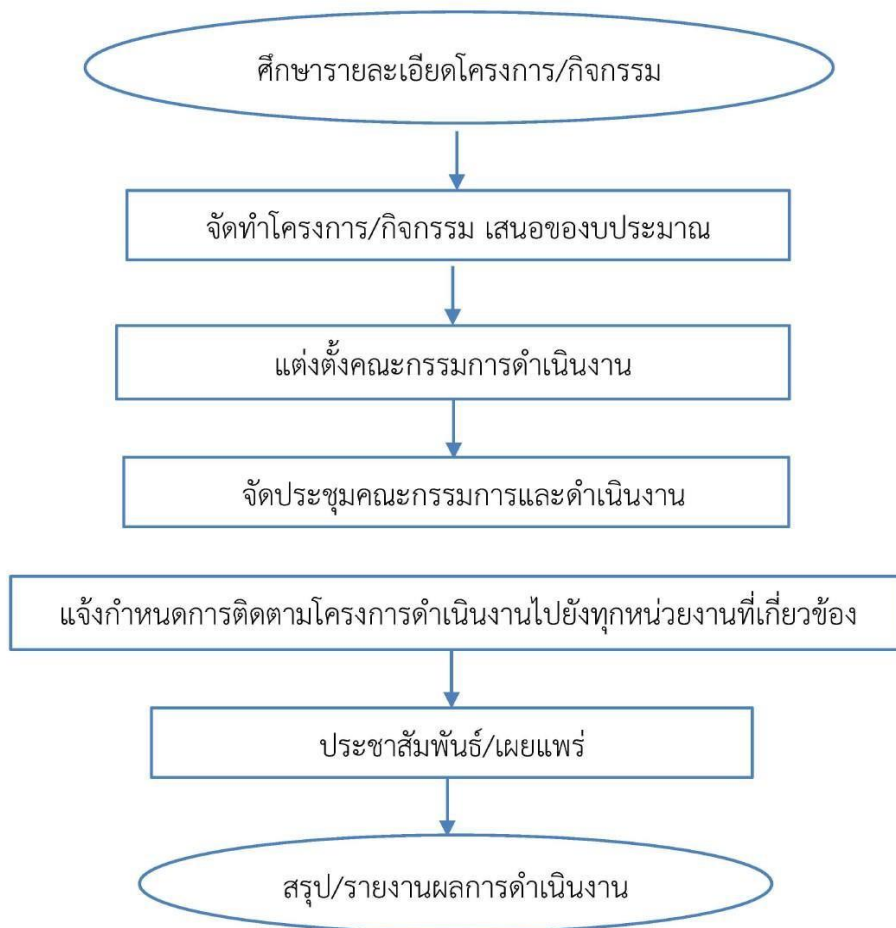 ศึกษารายละเอียดโครงการ/กิจกรรม
จัดทำโครงการ/กิจกรรม เสนอของบประมาณ
แต่งตั้งคณะกรรมการดำเนินงาน
จัดประชุมคณะกรรมการและดำเนินงาน
แจ้งกำหนดการติดตามโครงการดำเนินงานไปยังทุกหน่วยงานที่เกี่ยวข้อง
ประชาสัมพันธ์/เผยแพร่
สรุป/รายงานผลการดำเนินงาน